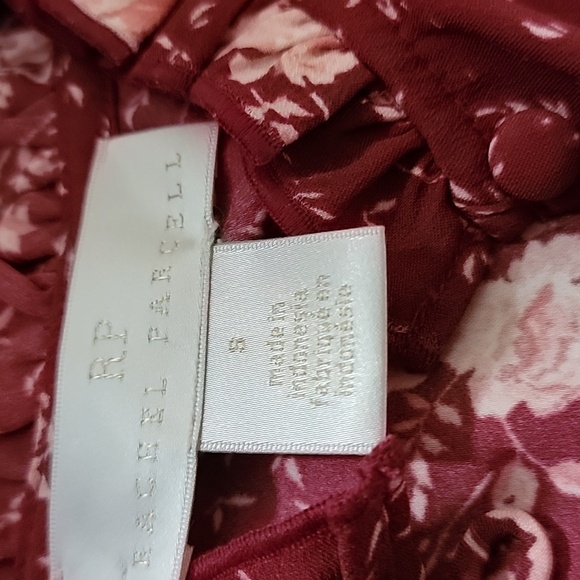 RP
RACHEL PARCELL
S
made in
indonesia
fabriqué en
indonésie